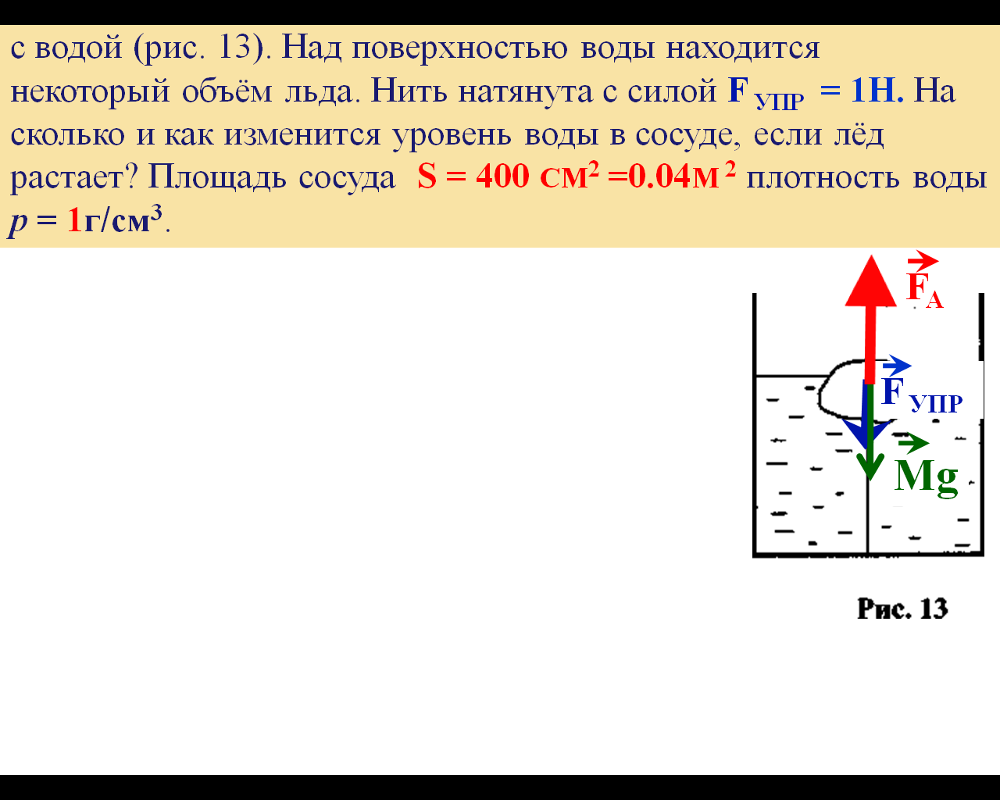 с водой (рис. 13). Над поверхностью воды находится
некоторый объём льда. Нить натянута с силой F УПР = 1Н. На
сколько и как изменится уровень воды в сосуде, если лёд
растает? Площадь сосуда S = 400 см² =0.04м ² плотность воды
p = 1г/см³.
F А
F УПР
Mg
Рис. 13